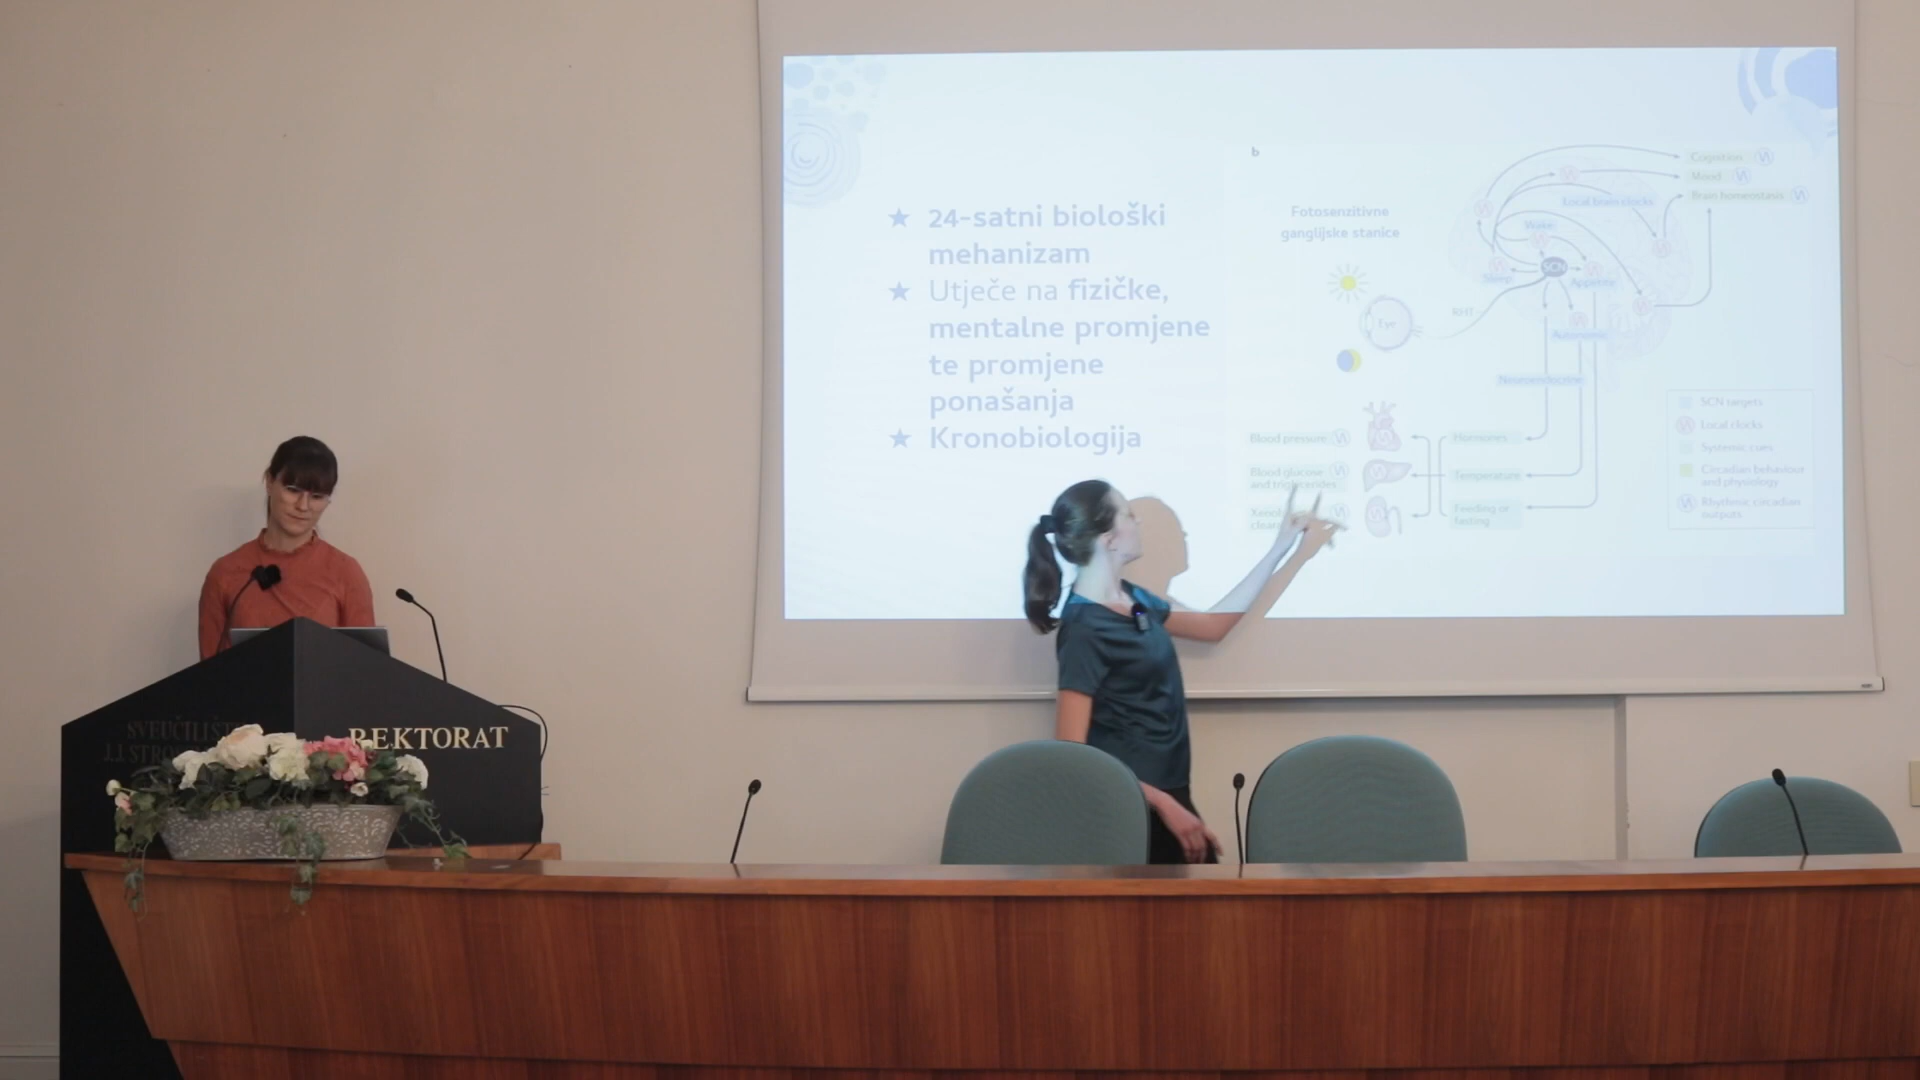 ★ 24-satni biološki
mehanizam
★ Utječe na fizičke,
mentalne promjene
te promjene
ponašanja
★ Kronobiologija
b
Fotosenzitivne
ganglijske stanice
Eye
RHT
Cognition
Mood
Brain homeostasis
Local brain clocks
Wake
SCN
Sleep
Appetite
Autonomic
Neuroendocrine
Blood pressure
Blood glucose
and triglycerides
Hormones
Temperature
Feeding or
fasting
SCN targets
Local clocks
Systemic cues
Circadian behaviour
and physiology
Rhythmic circadian
outputs
J.J.
REKTORAT